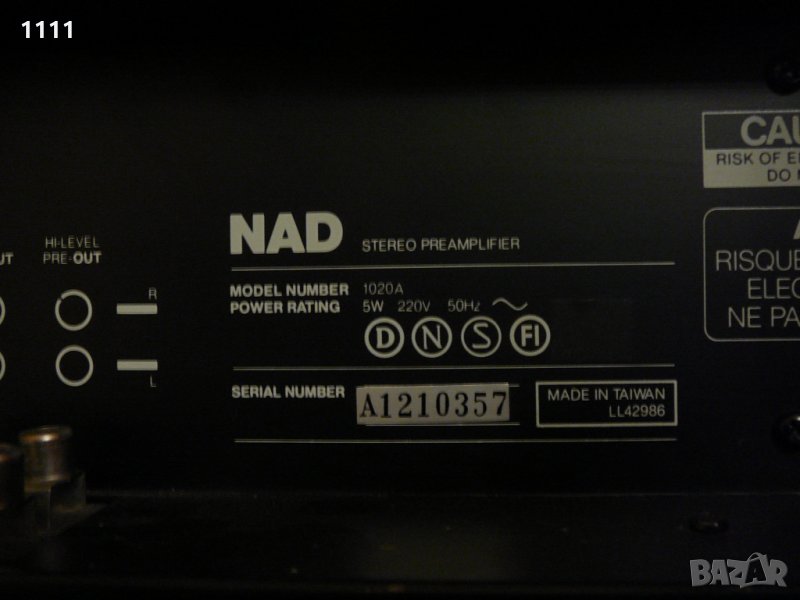 1111
CAU
RISK OF E
DO
HI-LEVEL
PRE-OUT
UT
R
L
NAD STEREO PREAMPLIFIER
MODEL NUMBER 1020A
POWER RATING 5W 220V 50Hz
D N S FI
SERIAL NUMBER A1210357
MADE IN TAIWAN
LL42986
RISQUE
ELEC
NE PA
BAZAR